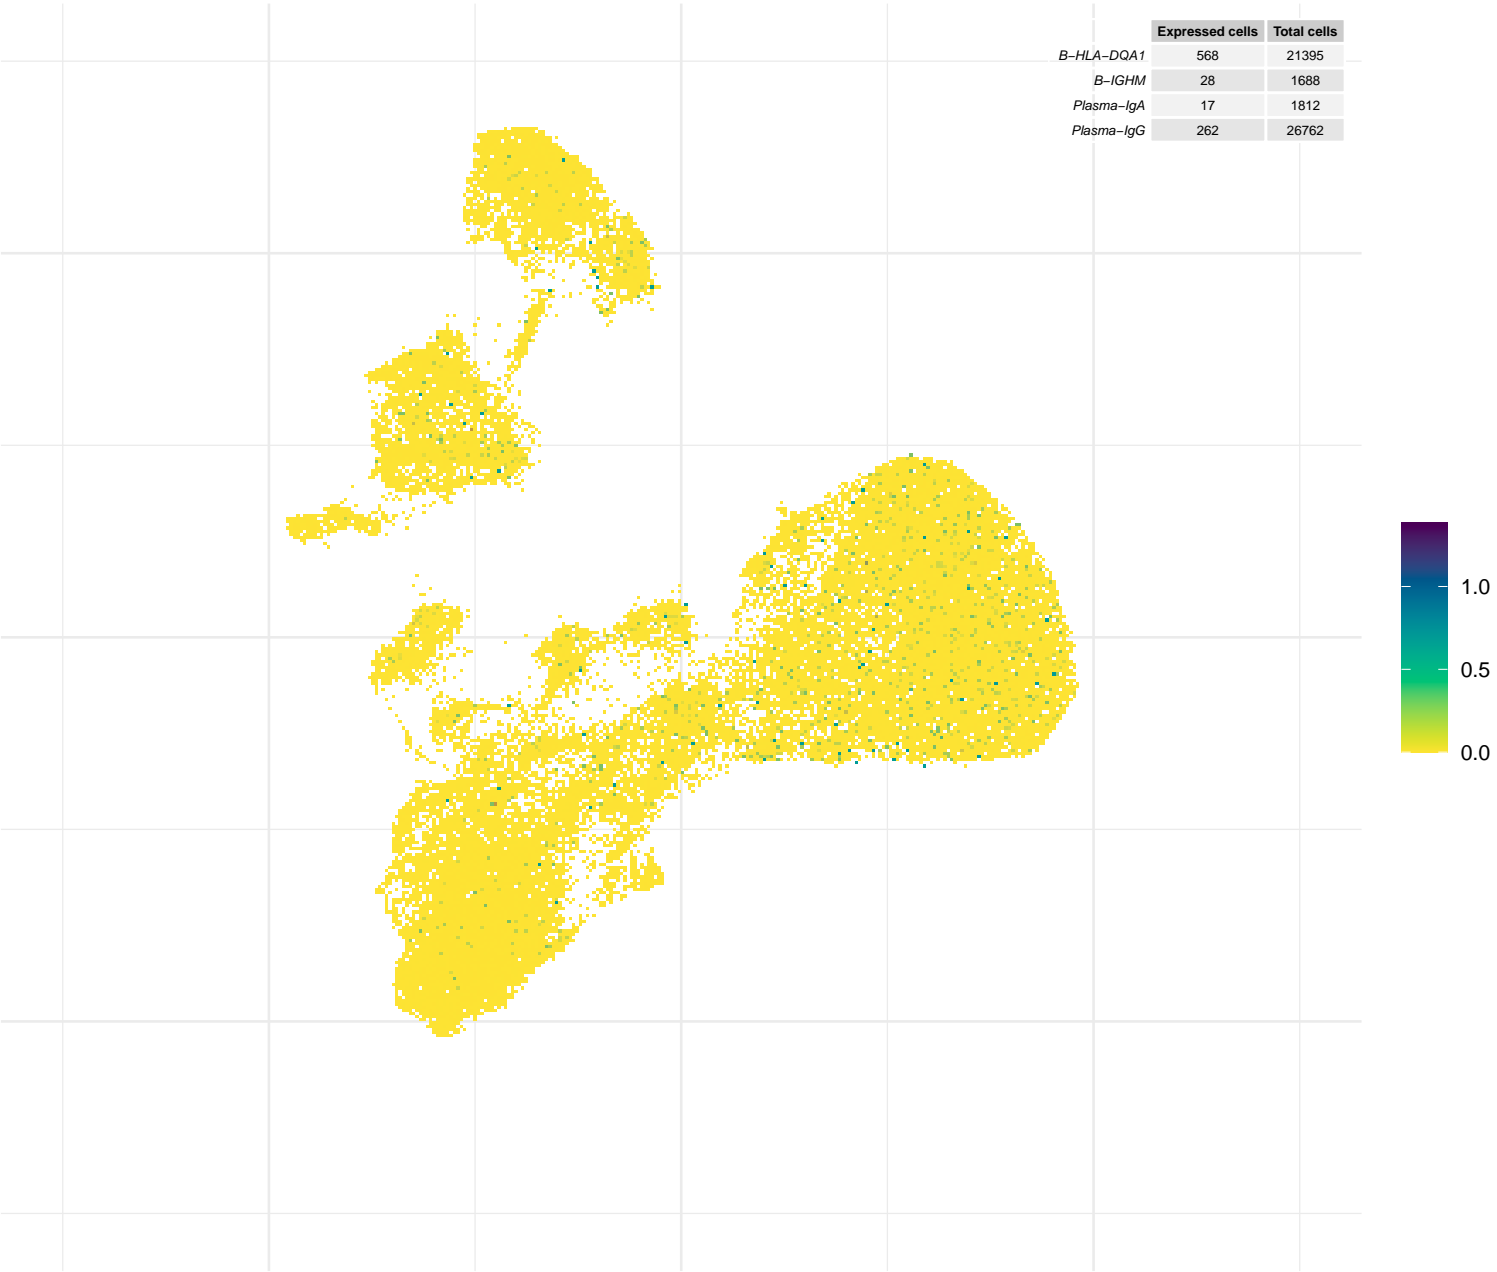 Expressed cells Total cells
B−HLA−DQA1 568 21395
B−IGHM 28 1688
Plasma−IgA 17 1812
Plasma−IgG 262 26762
1.0
0.5
0.0